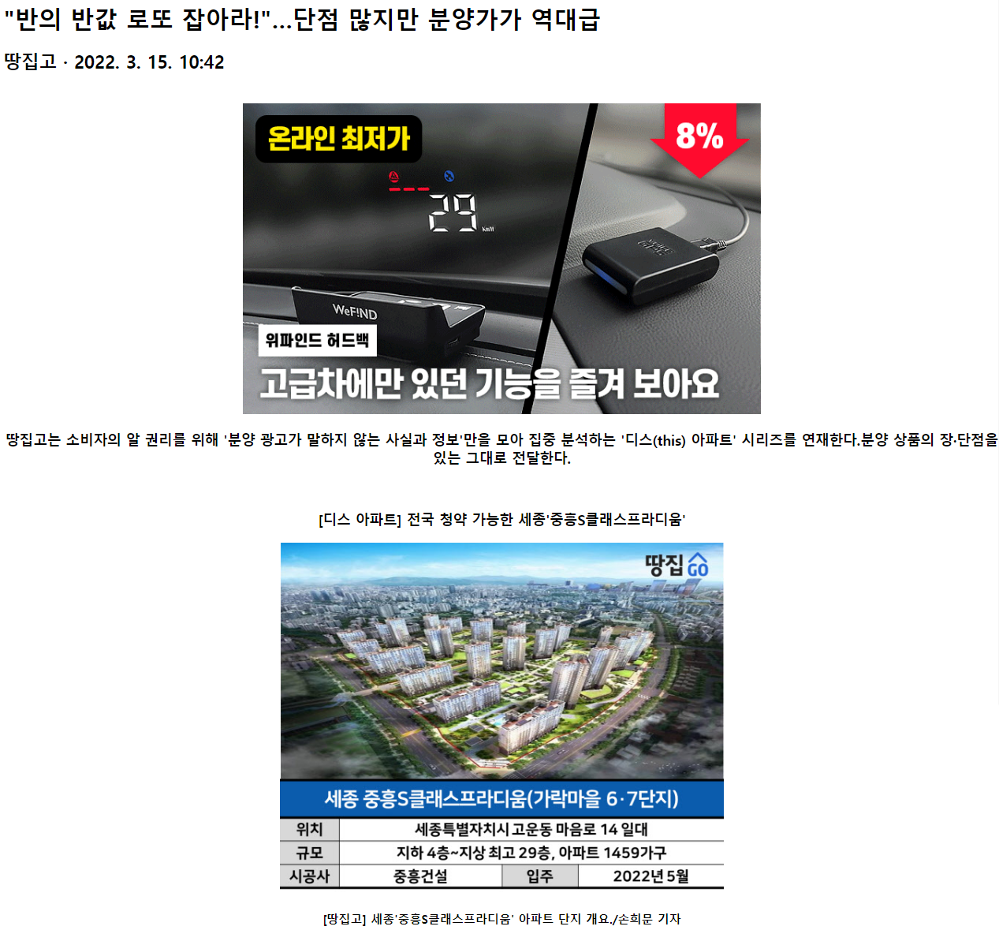 "반의 반값 로또 잡아라!"...단점 많지만 분양가가 역대급
땅집고 · 2022. 3. 15. 10:42
온라인 최저가
8%
29
km/H
WeF!ND
위파인드 허드백
고급차에만 있던 기능을 즐겨 보아요
땅집고는 소비자의 알 권리를 위해 '분양 광고가 말하지 않는 사실과 정보'만을 모아 집중 분석하는 '디스(this) 아파트' 시리즈를 연재한다.분양 상품의 장·단점을
있는 그대로 전달한다.
[디스 아파트] 전국 청약 가능한 세종'중흥S클래스프라디움'
땅집GO
세종 중흥S클래스프라디움(가락마을 6·7단지)
위치 세종특별자치시 고운동 마음로 14 일대
규모 지하 4층~지상 최고 29층, 아파트 1459가구
시공사 중흥건설 입주 2022년 5월
[땅집고] 세종'중흥S클래스프라디움' 아파트 단지 개요./손희문 기자